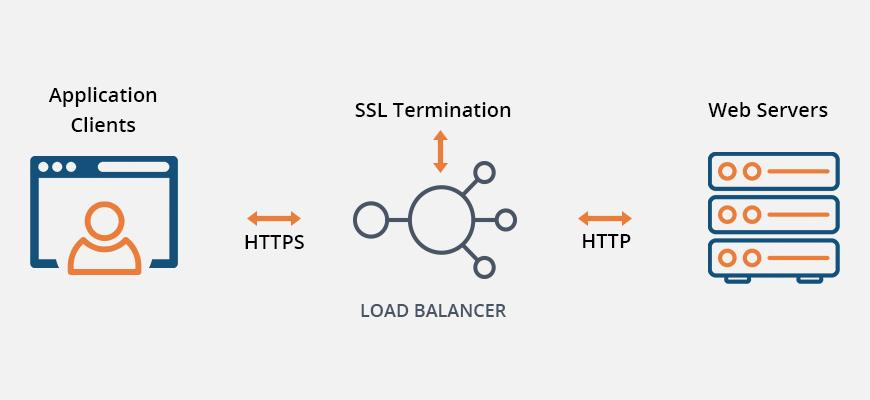 Application
Clients
SSL Termination
Web Servers
HTTPS
HTTP
LOAD BALANCER